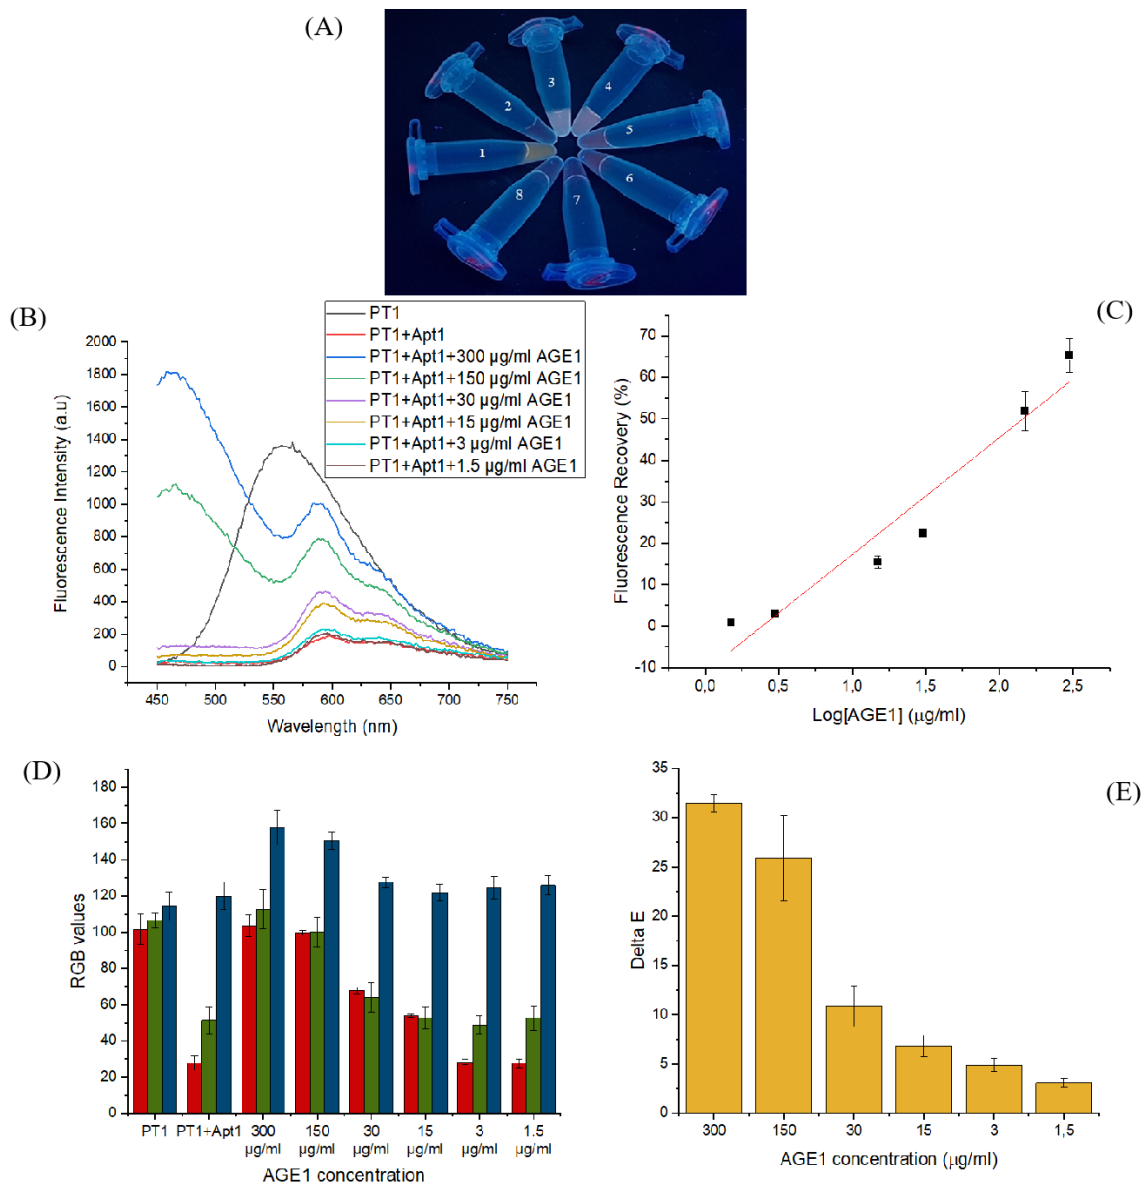 (A)
1
2
3
4
5
6
7
8
(B)
PT1
PT1+Apt1
PT1+Apt1+300 µg/ml AGE1
PT1+Apt1+150 µg/ml AGE1
PT1+Apt1+30 µg/ml AGE1
PT1+Apt1+15 µg/ml AGE1
PT1+Apt1+3 µg/ml AGE1
PT1+Apt1+1.5 µg/ml AGE1
Fluorescence Intensity (a.u)
2000
1800
1600
1400
1200
1000
800
600
400
200
0
450 500 550 600 650 700 750
Wavelength (nm)
(C)
Fluorescence Recovery (%)
70
60
50
40
30
20
10
0
-10
0,0 0,5 1,0 1,5 2,0 2,5
Log[AGE1] (µg/ml)
(D)
RGB values
180
160
140
120
100
80
60
40
20
0
PT1 PT1+Apt1 300 150 30 15 3 1,5
µg/ml µg/ml µg/ml µg/ml µg/ml µg/ml
AGE1 concentration
(E)
Delta E
35
30
25
20
15
10
5
0
300 150 30 15 3 1,5
AGE1 concentration (µg/ml)